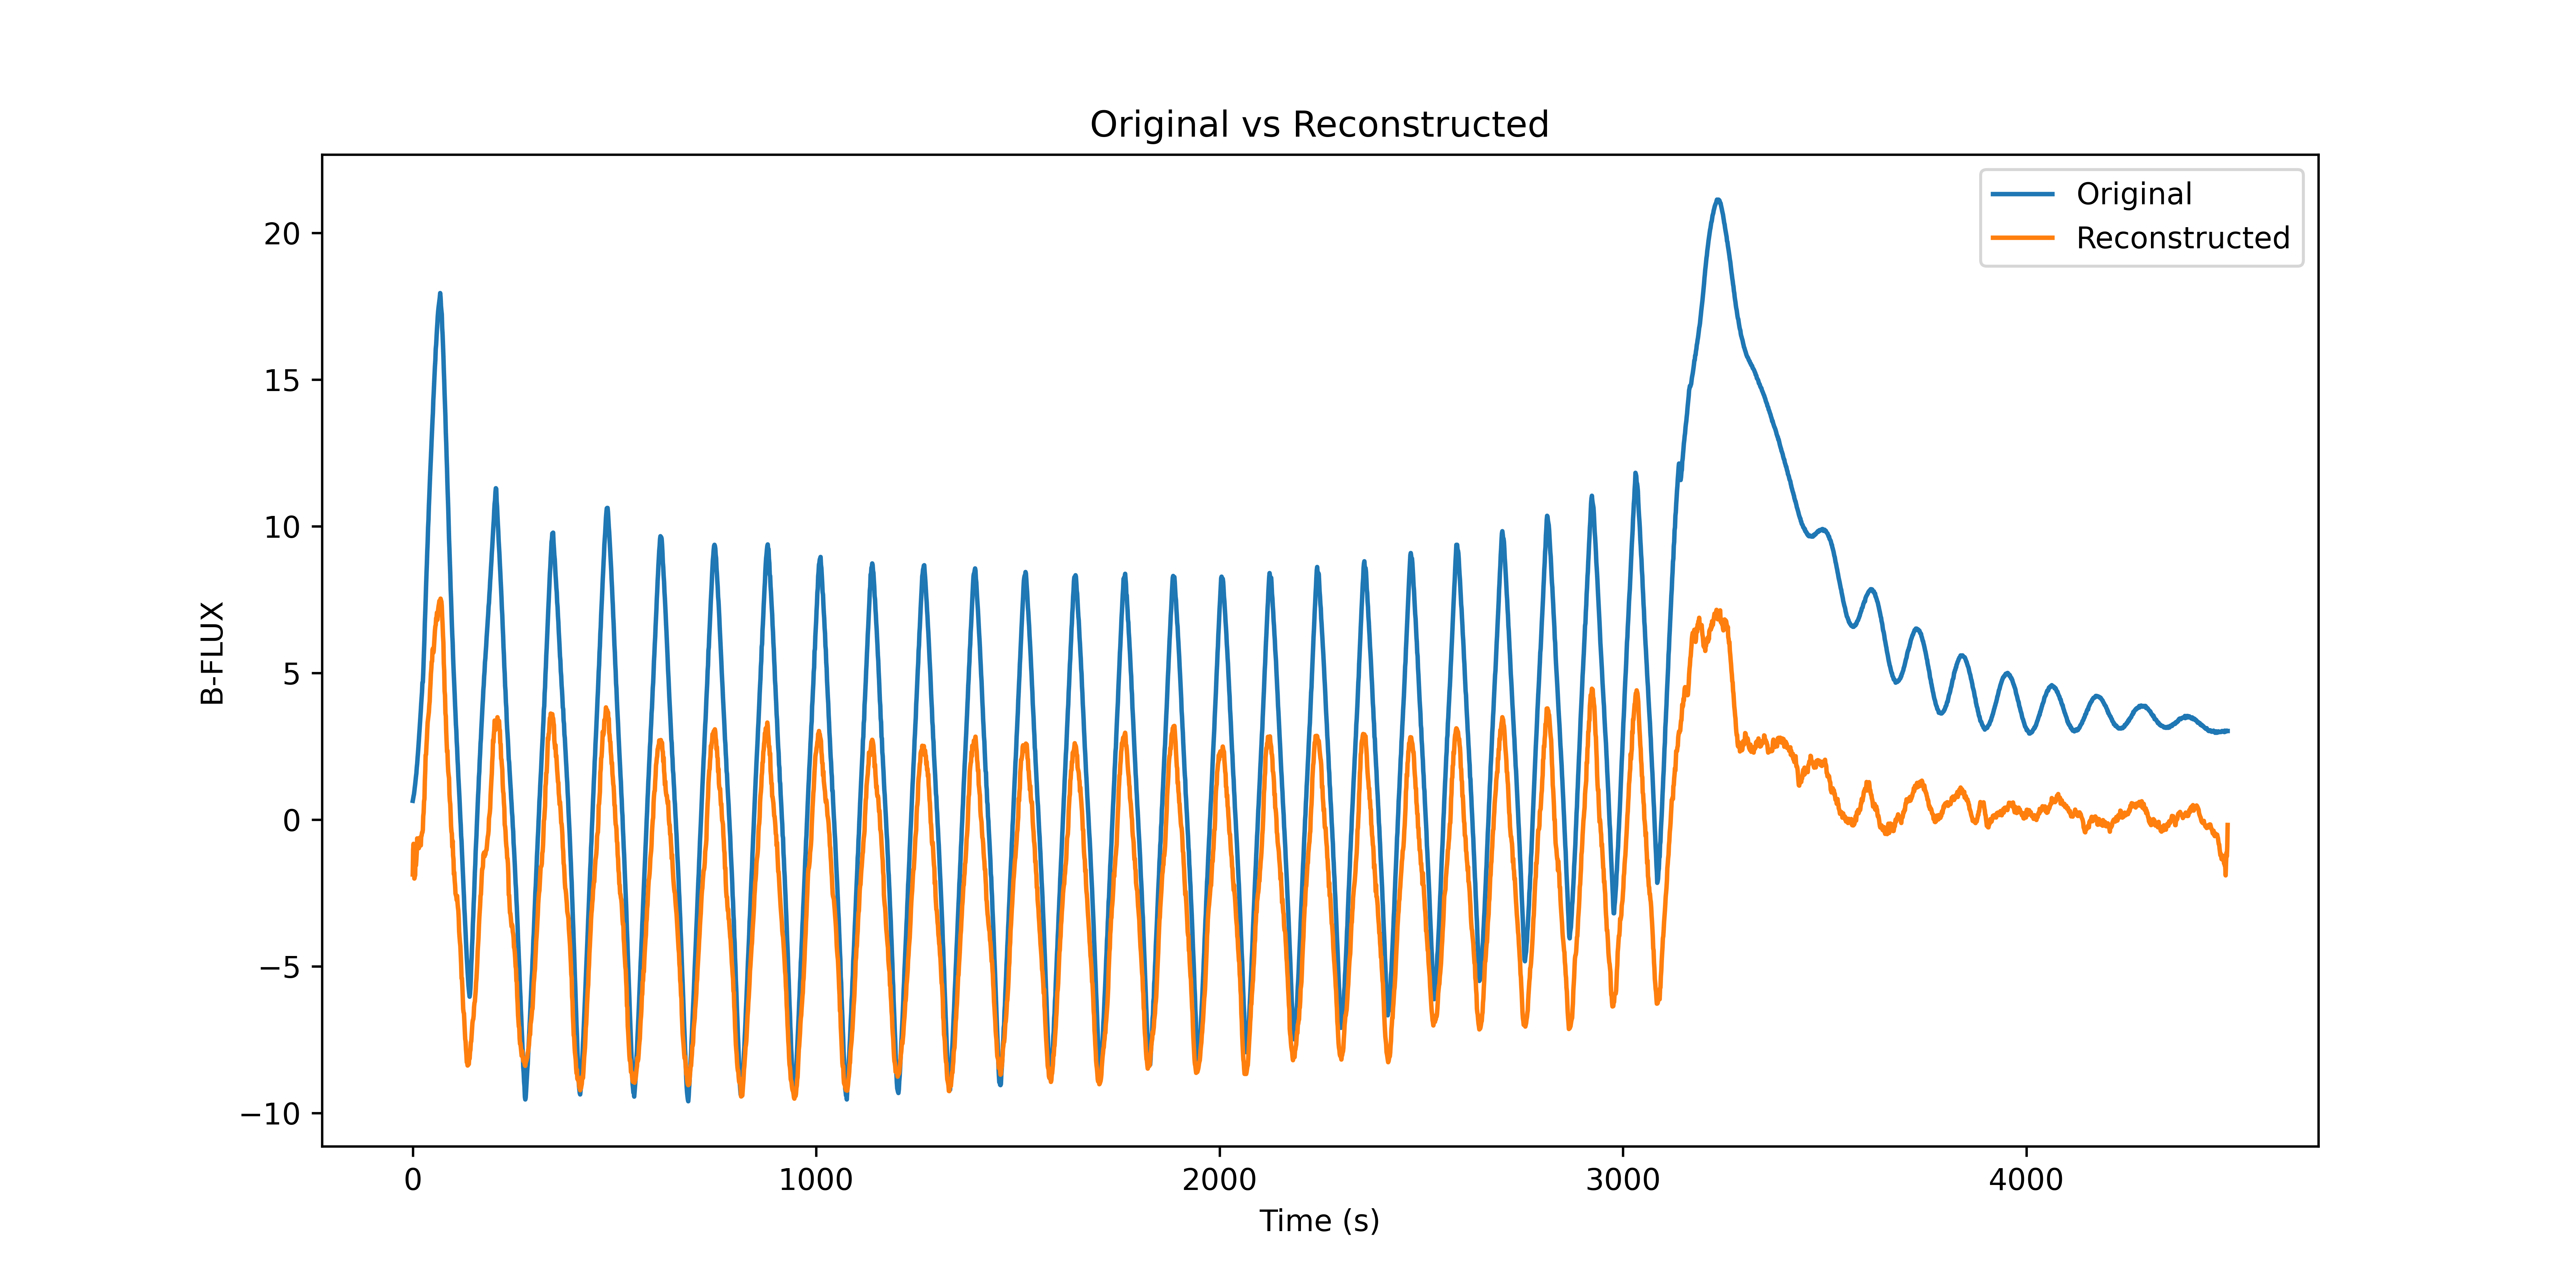 Original vs Reconstructed
Original
Reconstructed
B-FLUX
20
15
10
5
0
−5
−10
0
1000
2000
3000
4000
Time (s)